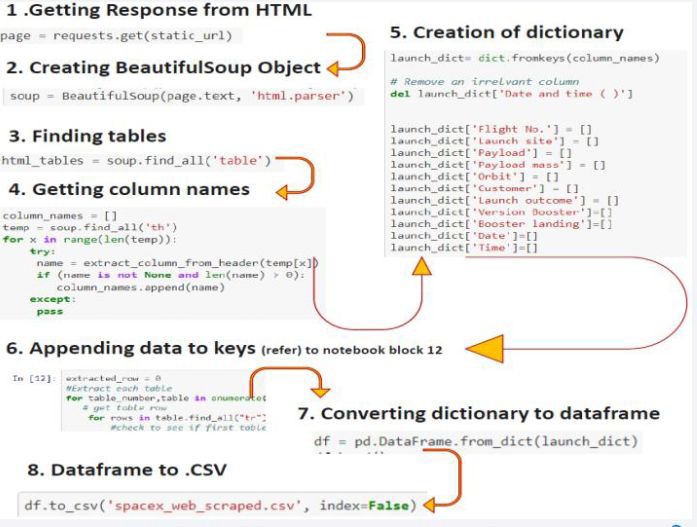 1 .Getting Response from HTML
page = requests.get(static_url)
2. Creating BeautifulSoup Object
soup = BeautifulSoup(page.text, 'html.parser')
3. Finding tables
html_tables = soup.find_all('table')
4. Getting column names
column_names = []
temp = soup.find_all('th')
for x in range(len(temp)):
try:
name = extract_column_from_header(temp[x])
if (name is not None and len(name) > 0):
column_names.append(name)
except:
pass
5. Creation of dictionary
launch_dict= dict.fromkeys(column_names)
# Remove an irrelvant column
del launch_dict['Date and time ( )']
launch_dict['Flight No.'] = []
launch_dict['Launch site'] = []
launch_dict['Payload'] = []
launch_dict['Payload mass'] = []
launch_dict['Orbit'] = []
launch_dict['Customer'] = []
launch_dict['Launch outcome'] = []
launch_dict['Version Booster']=[]
launch_dict['Booster landing']=[]
launch_dict['Date']=[]
launch_dict['Time']=[]
6. Appending data to keys (refer) to notebook block 12
In [12]: extracted_row = 0
#Extract each table
for table_number,table in enumerate(
# get table row
for rows in table.find_all("tr"
#check to see if first table
7. Converting dictionary to dataframe
df = pd.DataFrame.from_dict(launch_dict)
8. Dataframe to .CSV
df.to_csv('spacex_web_scraped.csv', index=False)